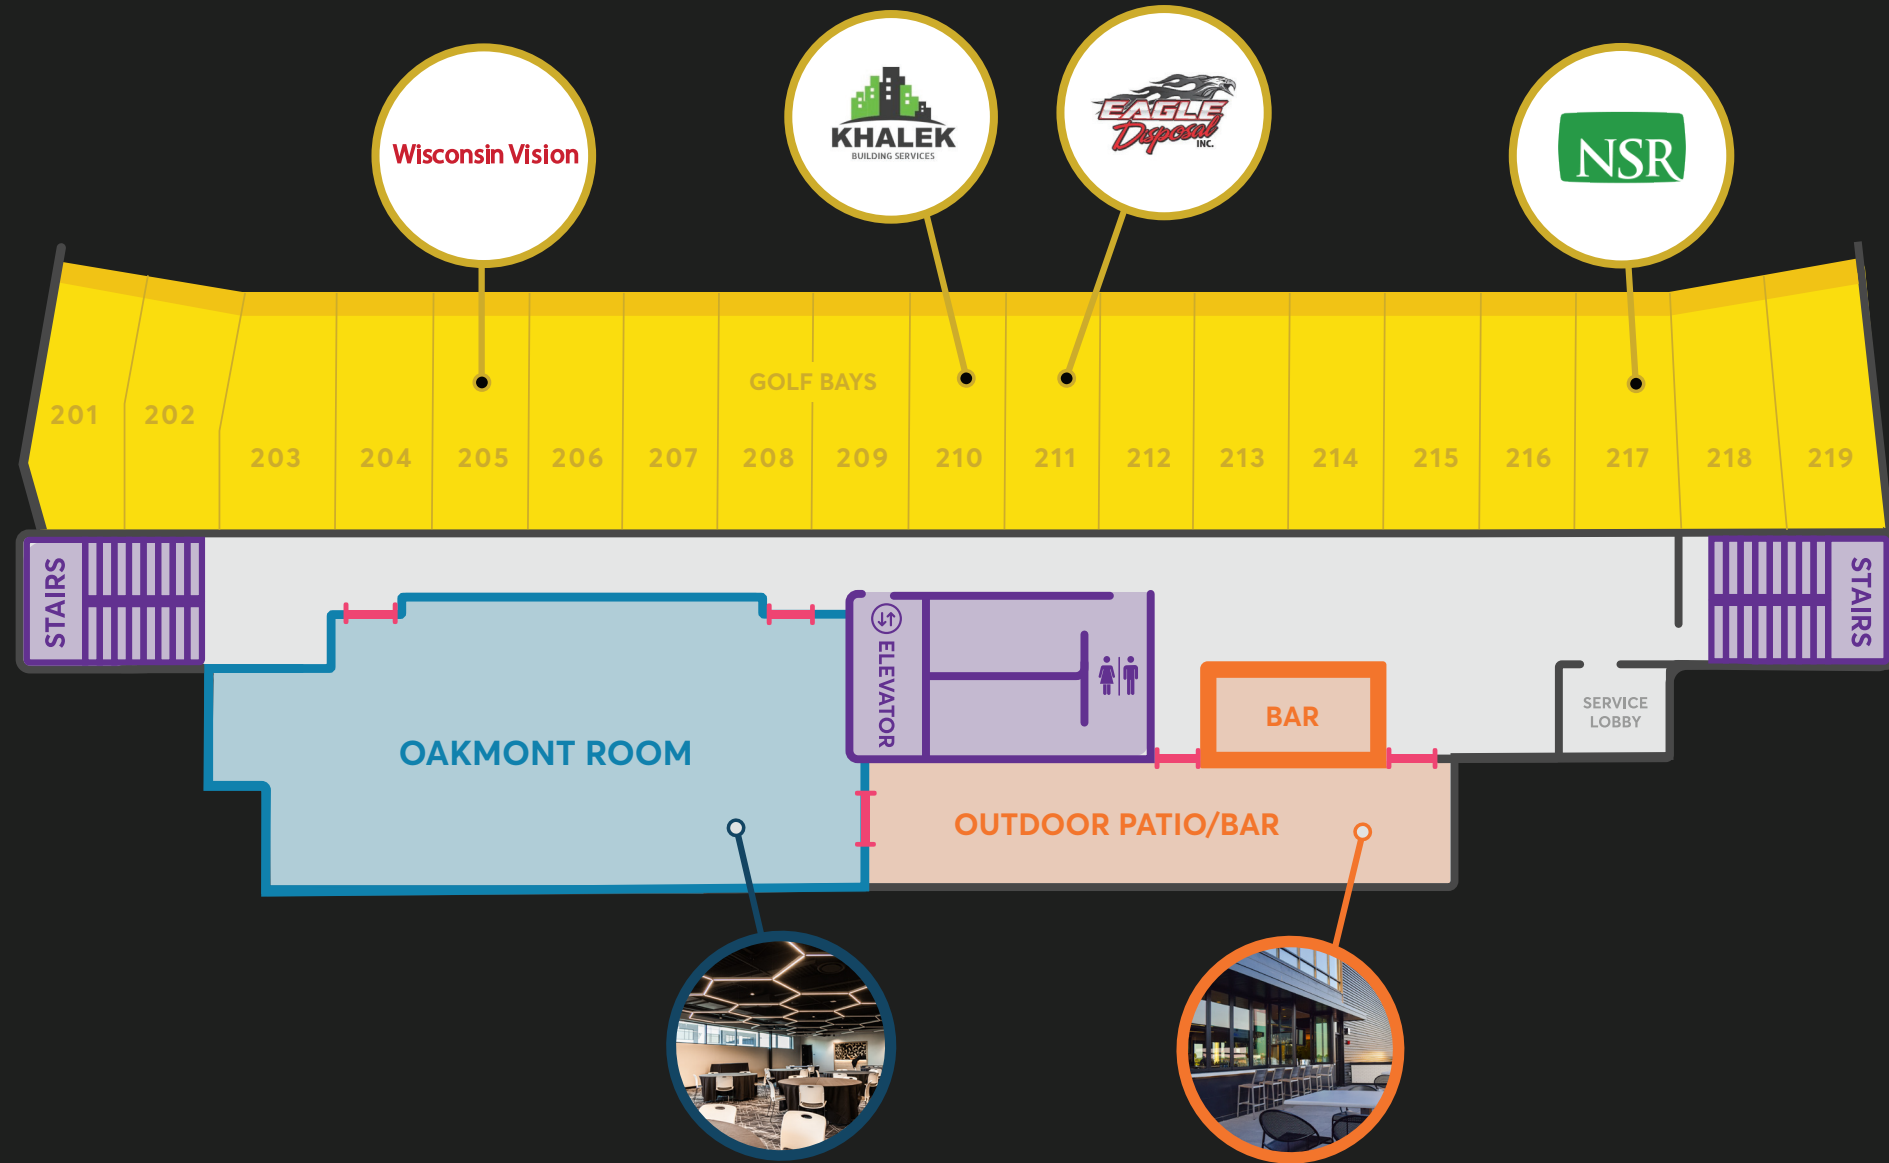 Wisconsin Vision
KHALEK
BUILDING SERVICES
EAGLE
Disposal
INC.
NSR
GOLF BAYS
201
202
203
204
205
206
207
208
209
210
211
212
213
214
215
216
217
218
219
STAIRS
ELEVATOR
STAIRS
BAR
SERVICE
LOBBY
OAKMONT ROOM
OUTDOOR PATIO/BAR